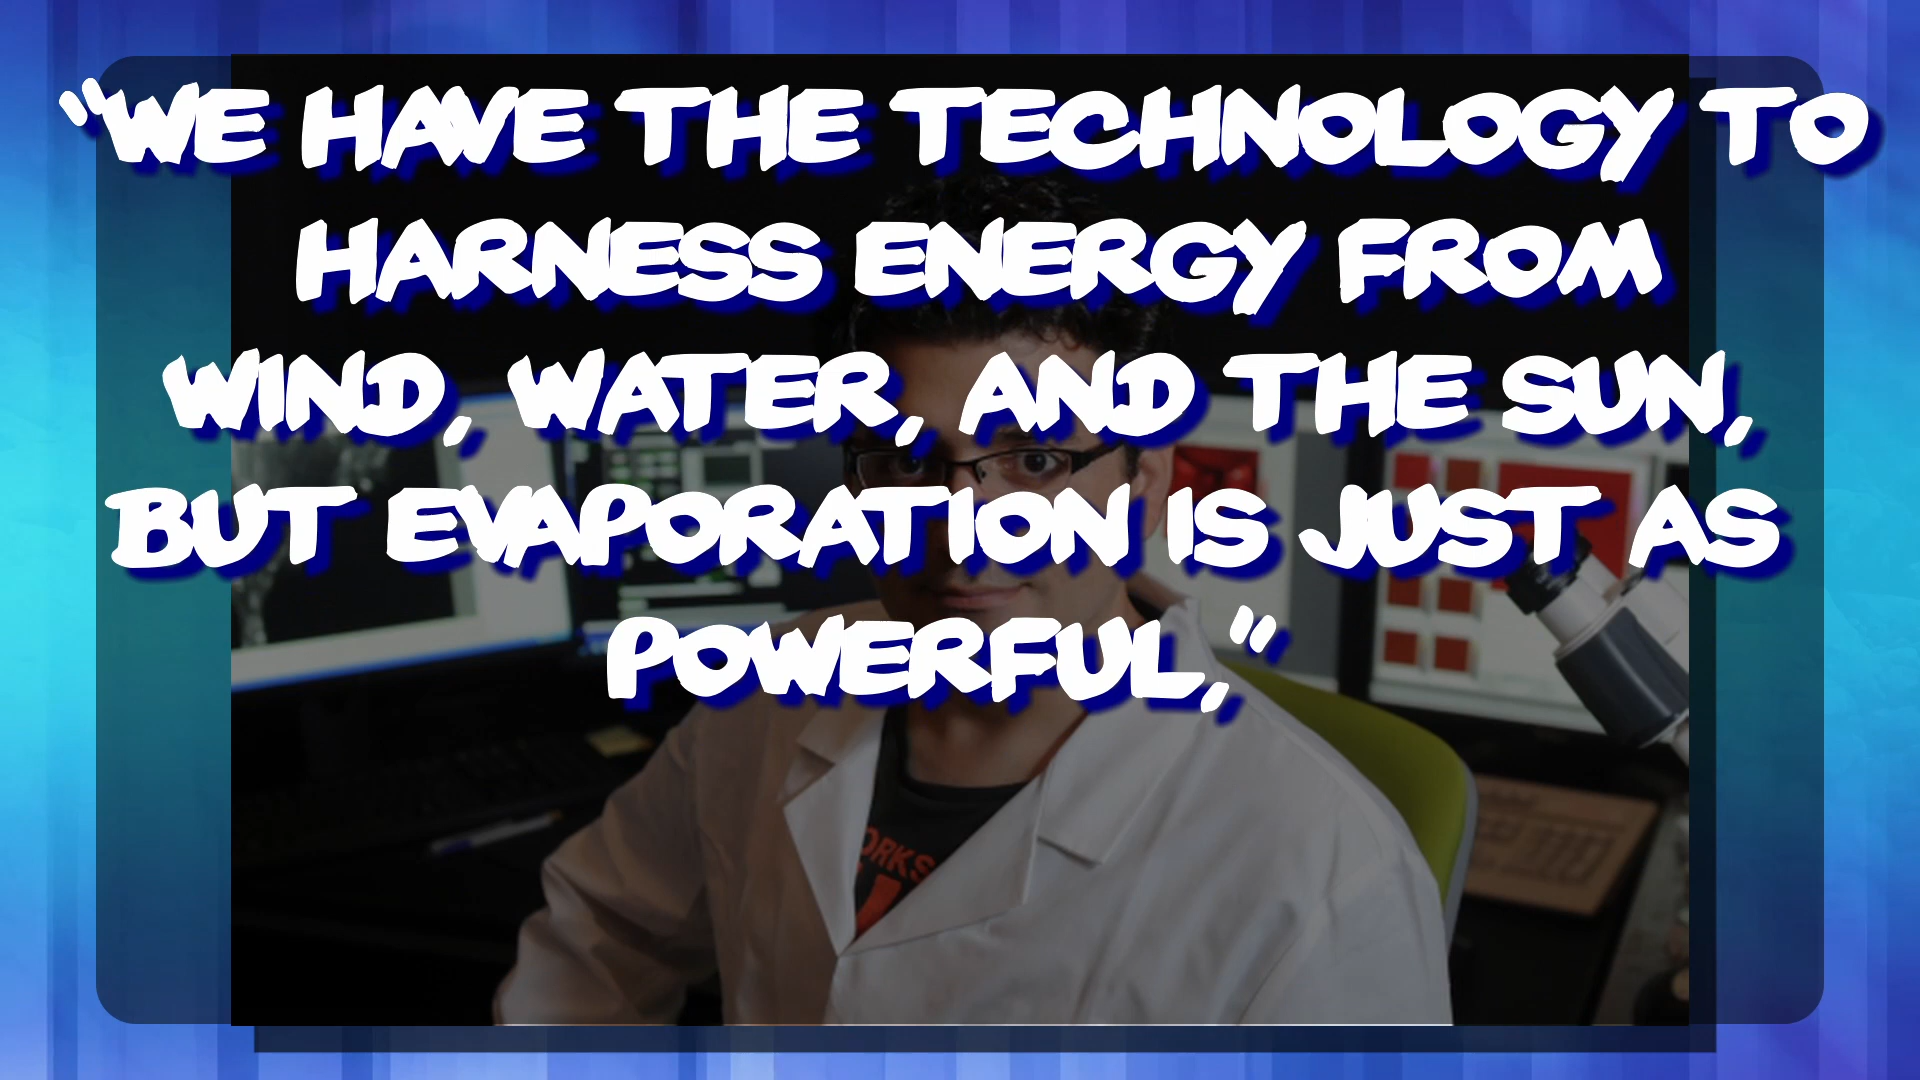 “WE HAVE THE TECHNOLOGY TO
HARNESS ENERGY FROM
WIND, WATER, AND THE SUN,
BUT EVAPORATION IS JUST AS
POWERFUL,”
ORKS